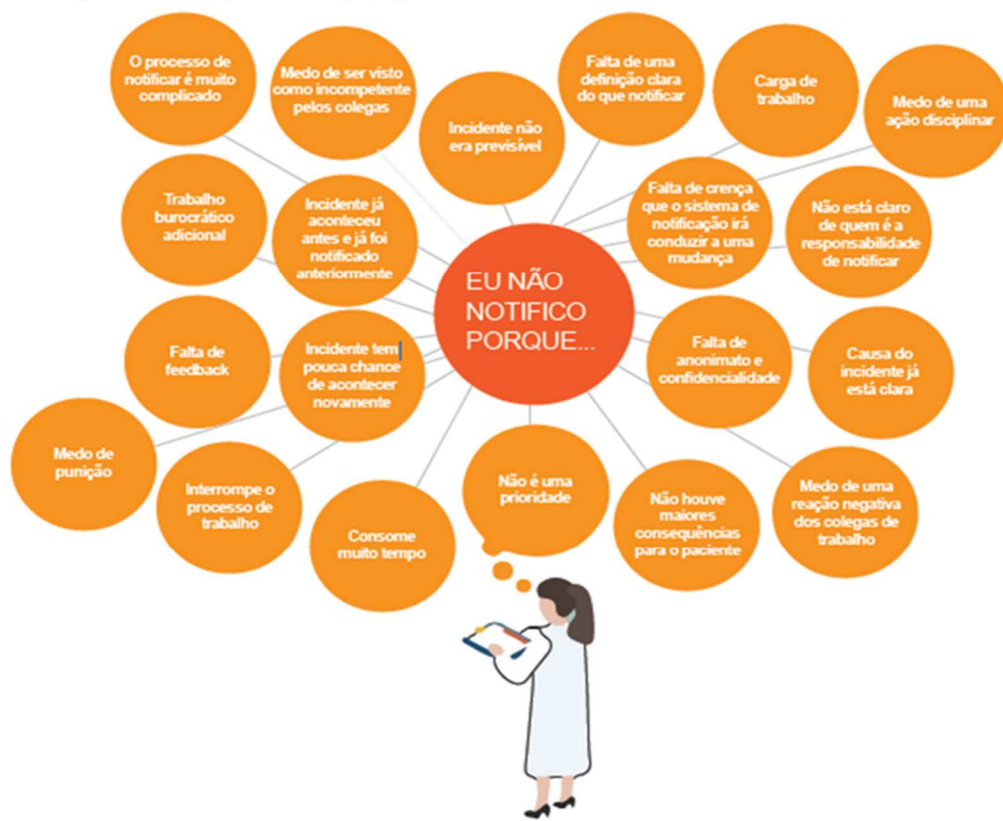 O processo de
notificar é muito
complicado
Medo de ser visto
como incompetente
pelos colegas
Incidente não
era previsível
Falta de uma
definição clara
do que notificar
Carga de
trabalho
Medo de uma
ação disciplinar
Trabalho
burocrático
adicional
Incidente já
aconteceu
antes e já foi
notificado
anteriormente
EU NÃO
NOTIFICO
PORQUE...
Falta de crença
que o sistema de
notificação irá
conduzir a uma
mudança
Não está claro
de quem é a
responsabilidade
de notificar
Falta de
feedback
Incidente tem
pouca chance
de acontecer
novamente
Falta de
anonimato e
confidencialidade
Causa do
incidente já
está clara
Medo de
punição
Interrompe o
processo de
trabalho
Consome
muito tempo
Não é uma
prioridade
Não houve
maiores
consequências
para o paciente
Medo de uma
reação negativa
dos colegas de
trabalho